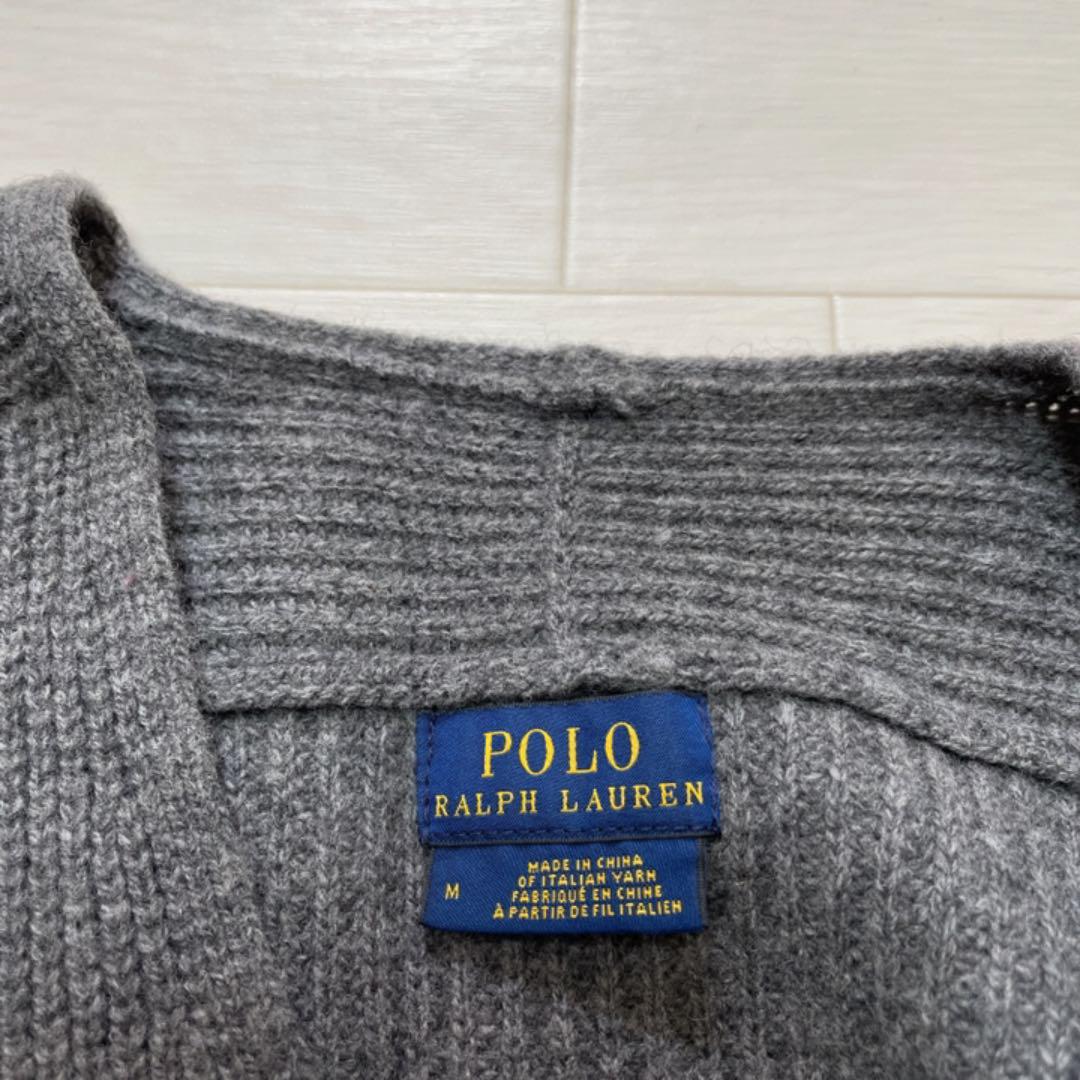 POLO
RALPH LAUREN
M
MADE IN CHINA
OF ITALIAN YARN
FABRIQUÉ EN CHINE
À PARTIR DE FIL ITALIEN